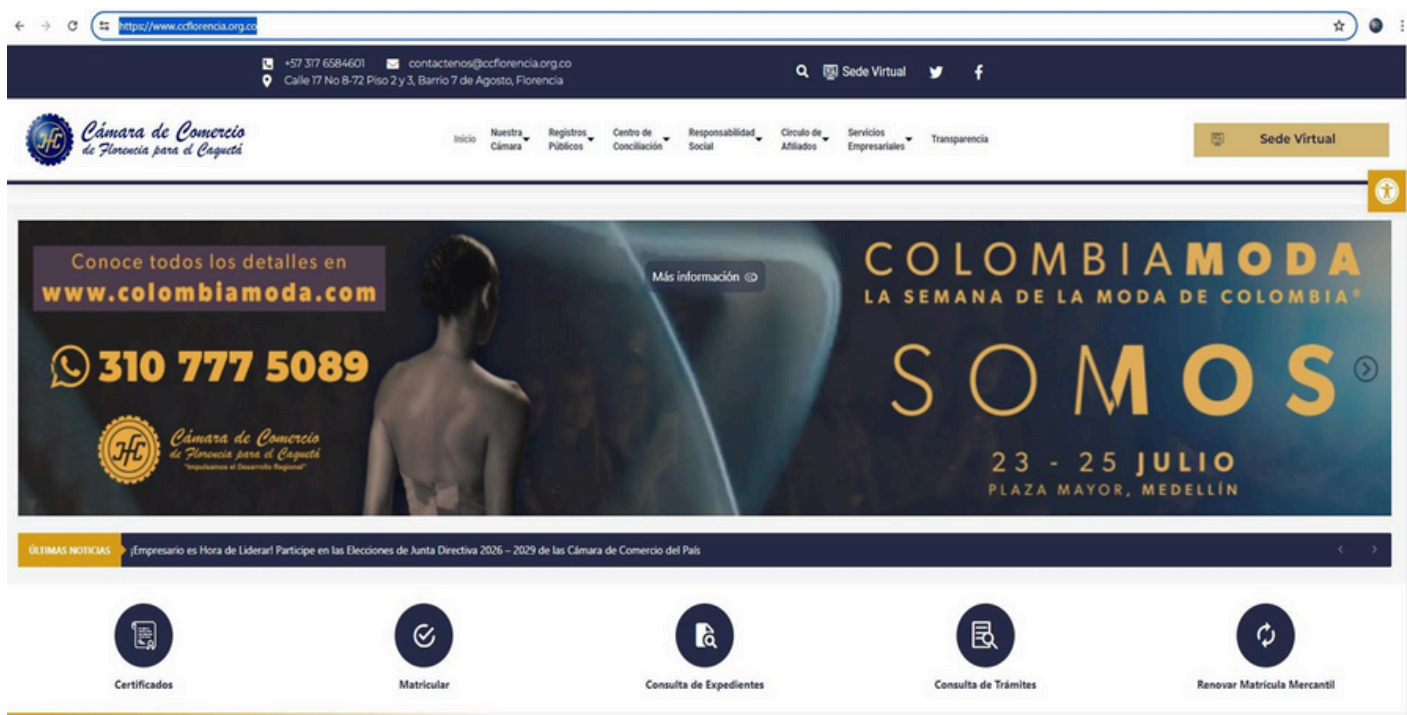 https://www.ccflorencia.org.co
+57 317 6584601 contactenos@ccflorencia.org.co
Calle 17 No 8-72 Piso 2 y 3, Barrio 7 de Agosto, Florencia
Sede Virtual
Cámara de Comercio
de Florencia para el Caquetá
Inicio
Nuestra
Cámara
Registros
Públicos
Centro de
Conciliación
Responsabilidad
Social
Circulo de
Afiliados
Servicios
Empresariales
Transparencia
Sede Virtual
Conoce todos los detalles en
www.colombiamoda.com
310 777 5089
Cámara de Comercio
de Florencia para el Caquetá
"Impulsamos el Desarrollo Regional"
Más información
COLOMBIAMODA
LA SEMANA DE LA MODA DE COLOMBIA®
SOMOS
23 - 25 JULIO
PLAZA MAYOR, MEDELLÍN
ÚLTIMAS NOTICIAS ¡Empresario es Hora de Liderar! Participe en las Elecciones de Junta Directiva 2026 – 2029 de las Cámara de Comercio del País
Certificados
Matricular
Consulta de Expedientes
Consulta de Trámites
Renovar Matrícula Mercantil